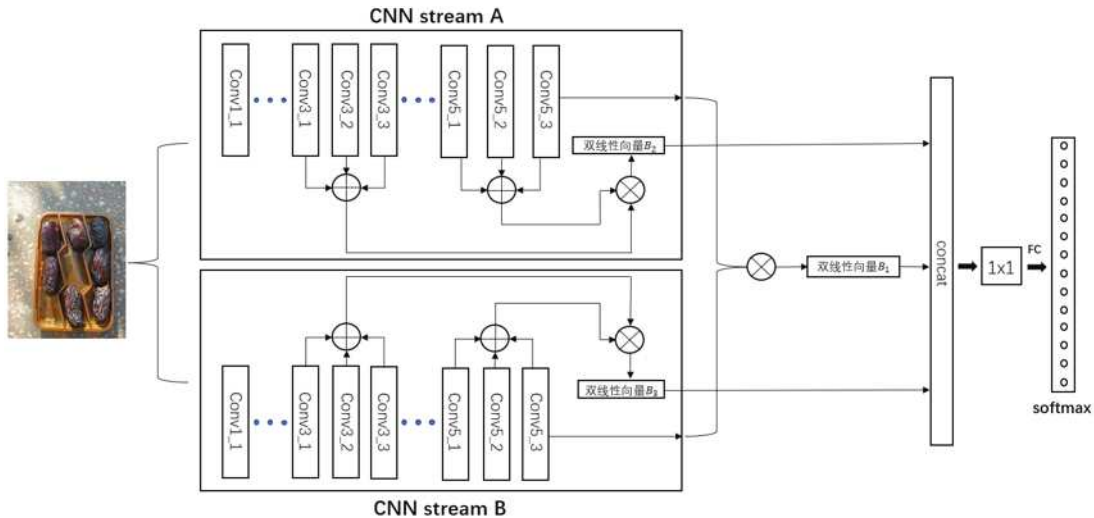 CNN stream A
Conv1_1
Conv3_1
Conv3_2
Conv3_3
Conv5_1
Conv5_2
Conv5_3
双线性向量B₂
双线性向量B₁
concat
1x1
FC
softmax
双线性向量B₃
Conv1_1
Conv3_1
Conv3_2
Conv3_3
Conv5_1
Conv5_2
Conv5_3
CNN stream B